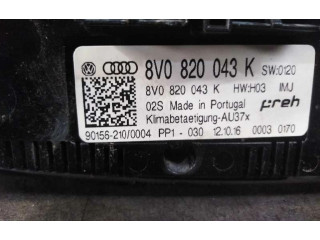 8V0 820 043 K SW:0120
8V0 820 043 K HW:H03 IMJ
02S Made in Portugal preh
Klimabetaetigung-AU37x
90156-210/0004 PP1-030 12.10.16 0003 0170